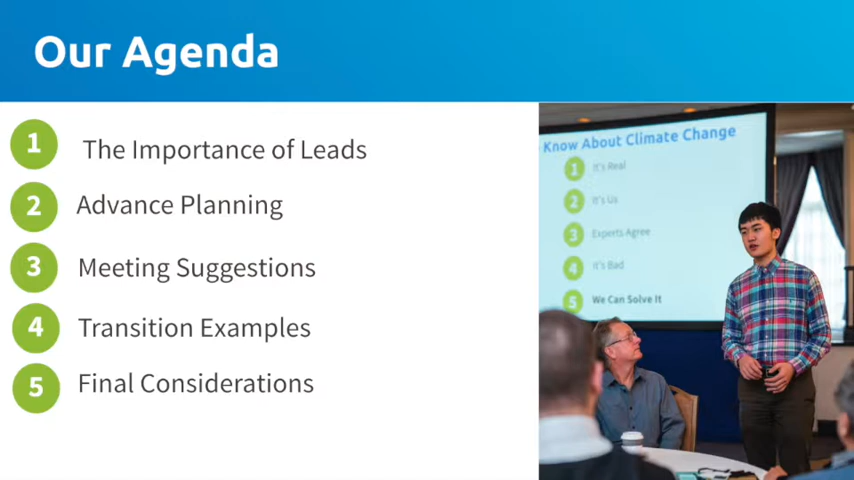 Our Agenda
1 The Importance of Leads
2 Advance Planning
3 Meeting Suggestions
4 Transition Examples
5 Final Considerations
Know About Climate Change
1 It's Real
2 It's Us
3 Experts Agree
4 It's Bad
5 We Can Solve It